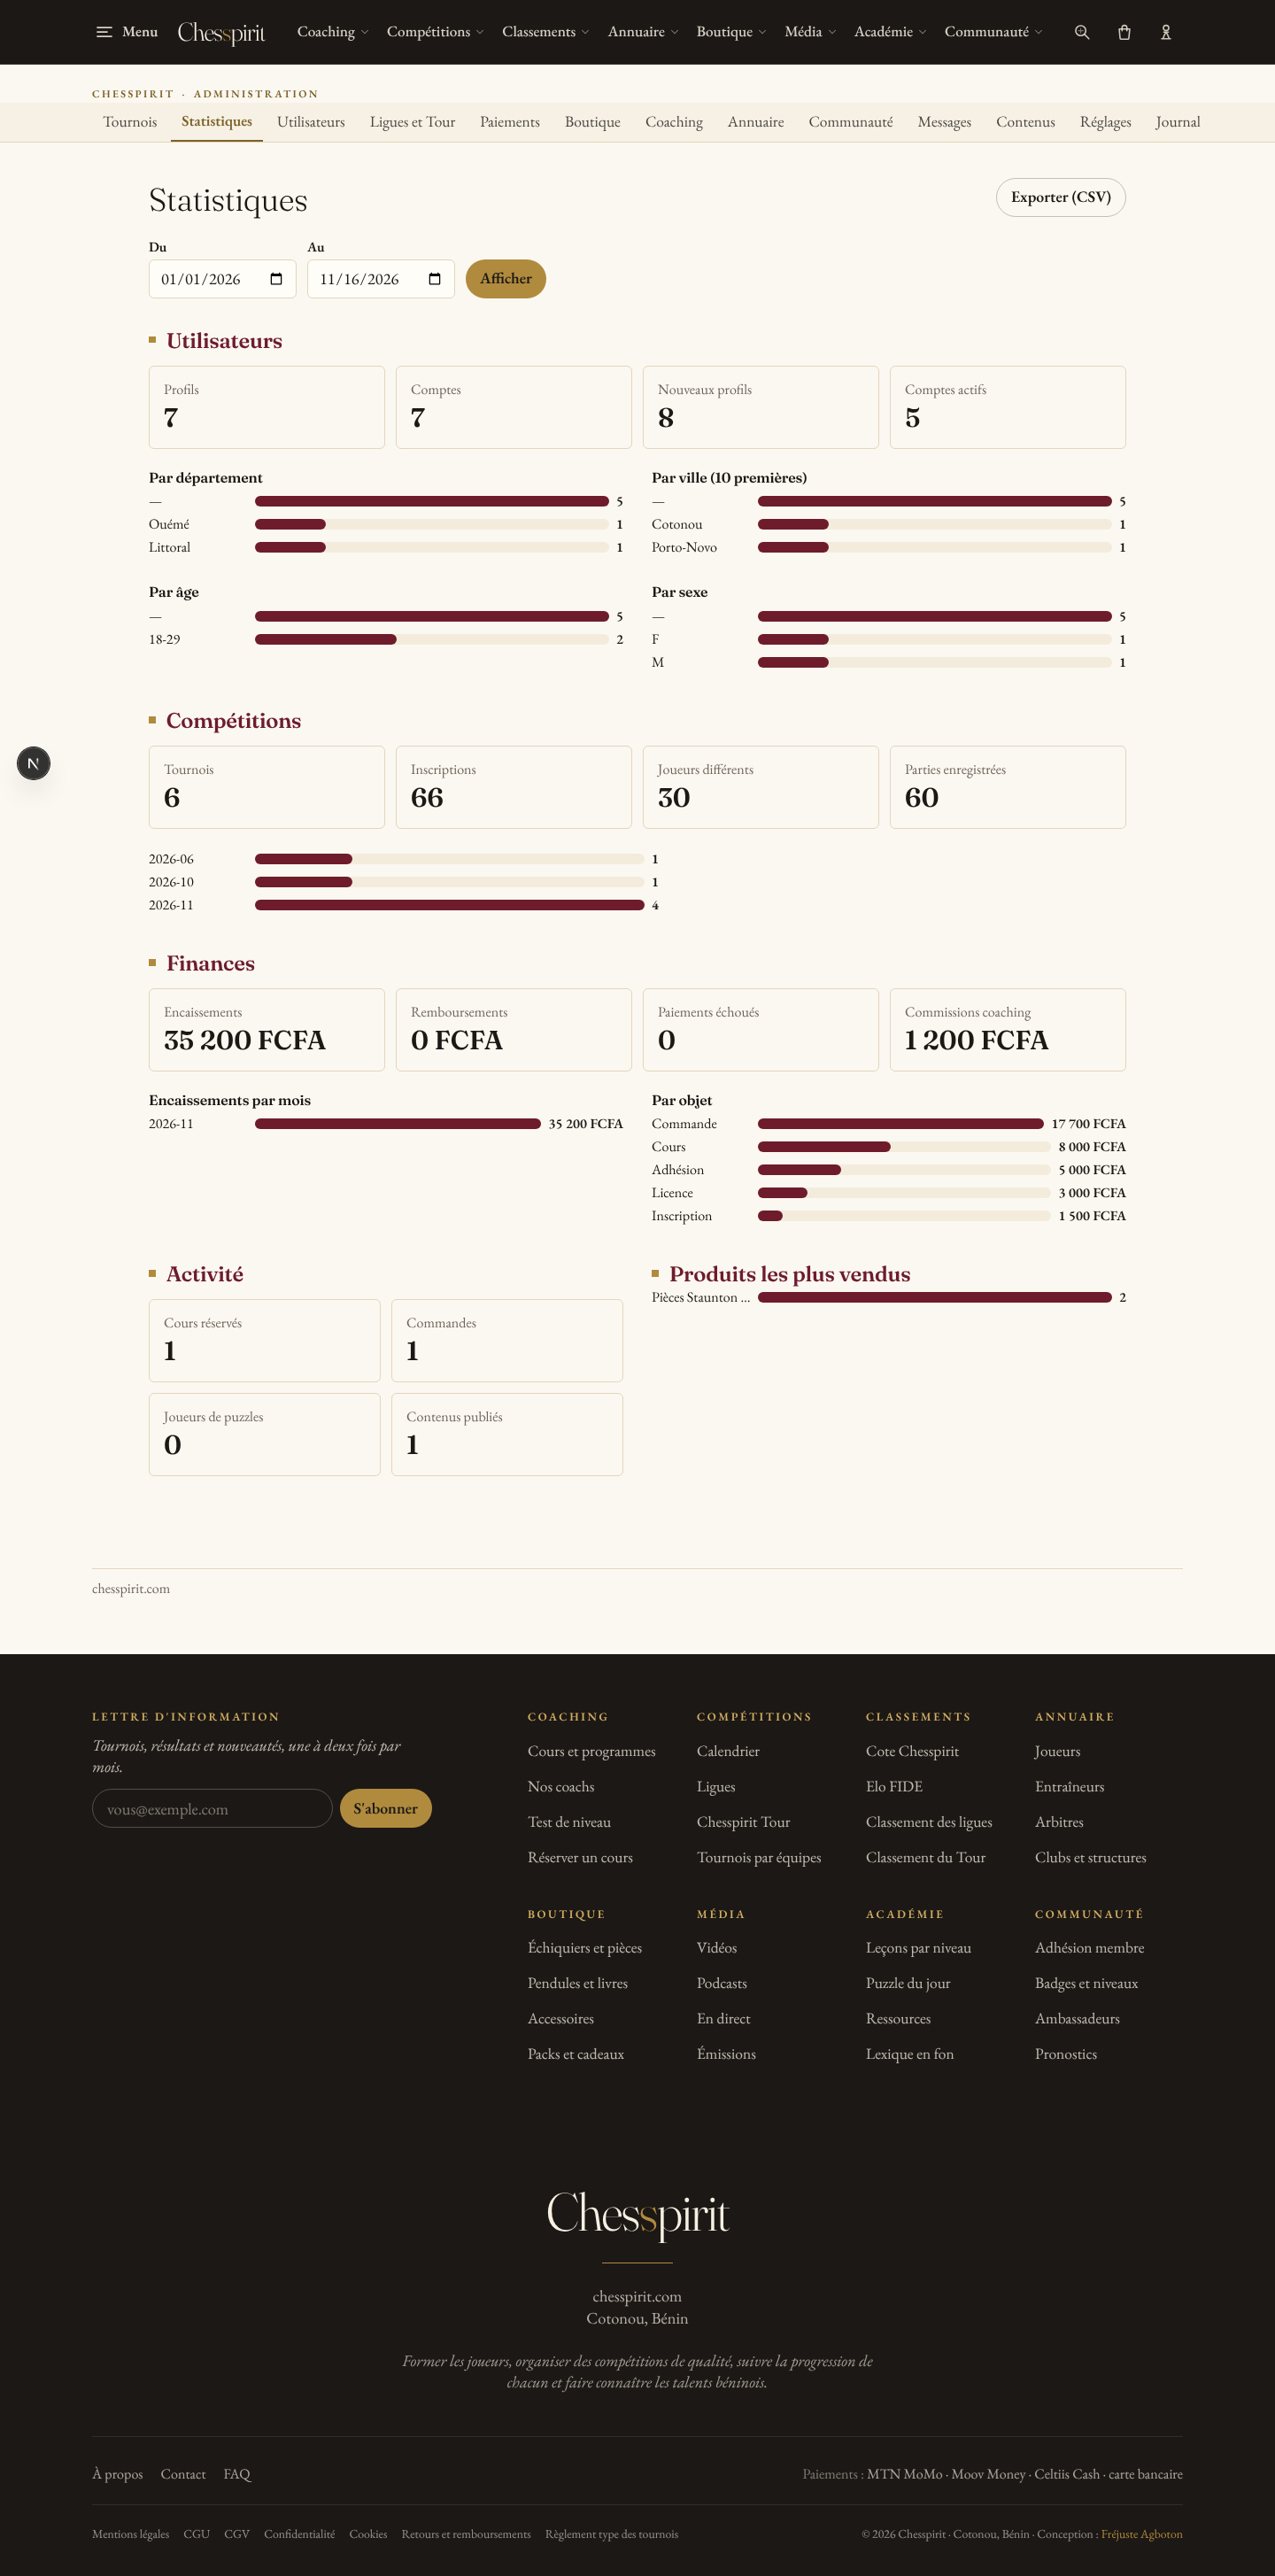 Menu Chesspirit Coaching Compétitions Classements Annuaire Boutique Média Académie Communauté
CHESSPIRIT · ADMINISTRATION
Tournois Statistiques Utilisateurs Ligues et Tour Paiements Boutique Coaching Annuaire Communauté Messages Contenus Réglages Journal
Statistiques
Exporter (CSV)
Du Au
01/01/2026 11/16/2026 Afficher
Utilisateurs
Profils Comptes Nouveaux profils Comptes actifs
7 7 8 5
Par département Par ville (10 premières)
— 5 — 5
Ouémé 1 Cotonou 1
Littoral 1 Porto-Novo 1
Par âge Par sexe
— 5 — 5
18-29 2 F 1
M 1
Compétitions
Tournois Inscriptions Joueurs différents Parties enregistrées
6 66 30 60
N
2026-06 1
2026-10 1
2026-11 4
Finances
Encaissements Remboursements Paiements échoués Commissions coaching
35 200 FCFA 0 FCFA 0 1 200 FCFA
Encaissements par mois Par objet
2026-11 35 200 FCFA Commande 17 700 FCFA
Cours 8 000 FCFA
Adhésion 5 000 FCFA
Licence 3 000 FCFA
Inscription 1 500 FCFA
Activité Produits les plus vendus
Pièces Staunton ... 2
Cours réservés Commandes
1 1
Joueurs de puzzles Contenus publiés
0 1
chesspirit.com
LETTRE D'INFORMATION
Tournois, résultats et nouveautés, une à deux fois par
mois.
vous@exemple.com S'abonner
COACHING COMPÉTITIONS CLASSEMENTS ANNUAIRE
Cours et programmes Calendrier Cote Chesspirit Joueurs
Nos coachs Ligues Elo FIDE Entraîneurs
Test de niveau Chesspirit Tour Classement des ligues Arbitres
Réserver un cours Tournois par équipes Classement du Tour Clubs et structures
BOUTIQUE MÉDIA ACADÉMIE COMMUNAUTÉ
Échiquiers et pièces Vidéos Leçons par niveau Adhésion membre
Pendules et livres Podcasts Puzzle du jour Badges et niveaux
Accessoires En direct Ressources Ambassadeurs
Packs et cadeaux Émissions Lexique en fon Pronostics
Chesspirit
chesspirit.com
Cotonou, Bénin
Former les joueurs, organiser des compétitions de qualité, suivre la progression de
chacun et faire connaître les talents béninois.
À propos Contact FAQ Paiements : MTN MoMo · Moov Money · Celtiis Cash · carte bancaire
Mentions légales CGU CGV Confidentialité Cookies Retours et remboursements Règlement type des tournois © 2026 Chesspirit · Cotonou, Bénin · Conception : Fréjuste Agboton